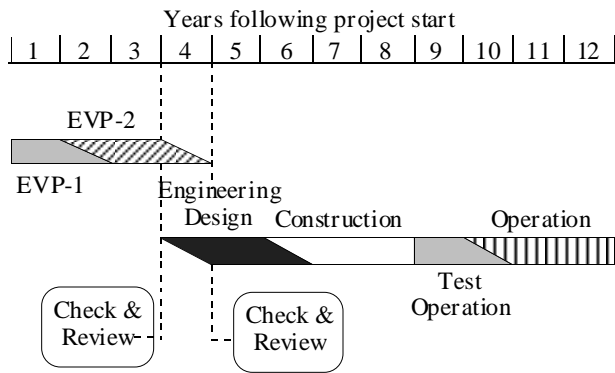 Years following project start
1 2 3 4 5 6 7 8 9 10 11 12
EVP-2
EVP-1
Engineering
Design
Construction
Operation
Test
Operation
Check &
Review
Check &
Review